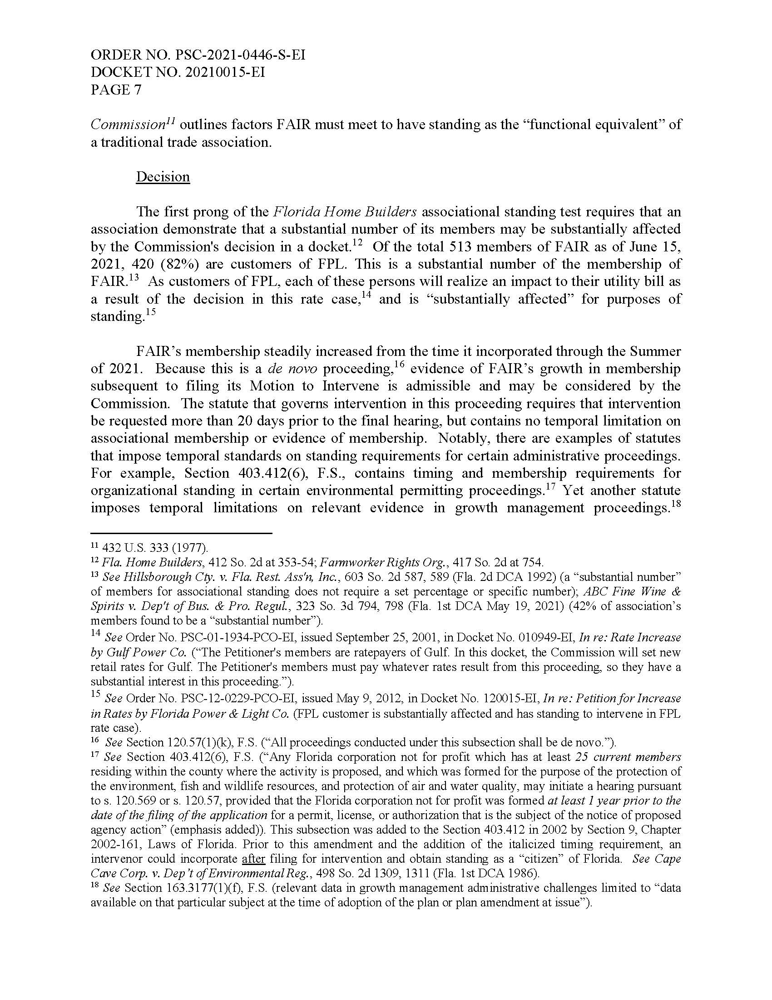 ORDER NO. PSC-2021-0446-S-EI
DOCKET NO. 20210015-EI
PAGE 7
Commission11 outlines factors FAIR must meet to have standing as the “functional equivalent” of
a traditional trade association.
Decision
The first prong of the Florida Home Builders associational standing test requires that an
association demonstrate that a substantial number of its members may be substantially affected
by the Commission's decision in a docket.12 Of the total 513 members of FAIR as of June 15,
2021, 420 (82%) are customers of FPL. This is a substantial number of the membership of
FAIR.13 As customers of FPL, each of these persons will realize an impact to their utility bill as
a result of the decision in this rate case,14 and is “substantially affected” for purposes of
standing.15
FAIR’s membership steadily increased from the time it incorporated through the Summer
of 2021. Because this is a de novo proceeding,16 evidence of FAIR’s growth in membership
subsequent to filing its Motion to Intervene is admissible and may be considered by the
Commission. The statute that governs intervention in this proceeding requires that intervention
be requested more than 20 days prior to the final hearing, but contains no temporal limitation on
associational membership or evidence of membership. Notably, there are examples of statutes
that impose temporal standards on standing requirements for certain administrative proceedings.
For example, Section 403.412(6), F.S., contains timing and membership requirements for
organizational standing in certain environmental permitting proceedings.17 Yet another statute
imposes temporal limitations on relevant evidence in growth management proceedings.18
11 432 U.S. 333 (1977).
12 Fla. Home Builders, 412 So. 2d at 353-54; Farmworker Rights Org., 417 So. 2d at 754.
13 See Hillsborough Cty. v. Fla. Rest. Ass'n, Inc., 603 So. 2d 587, 589 (Fla. 2d DCA 1992) (a “substantial number”
of members for associational standing does not require a set percentage or specific number); ABC Fine Wine &
Spirits v. Dep't of Bus. & Pro. Regul., 323 So. 3d 794, 798 (Fla. 1st DCA May 19, 2021) (42% of association’s
members found to be a “substantial number”).
14 See Order No. PSC-01-1934-PCO-EI, issued September 25, 2001, in Docket No. 010949-EI, In re: Rate Increase
by Gulf Power Co. (“The Petitioner's members are ratepayers of Gulf. In this docket, the Commission will set new
retail rates for Gulf. The Petitioner's members must pay whatever rates result from this proceeding, so they have a
substantial interest in this proceeding.”).
15 See Order No. PSC-12-0229-PCO-EI, issued May 9, 2012, in Docket No. 120015-EI, In re: Petition for Increase
in Rates by Florida Power & Light Co. (FPL customer is substantially affected and has standing to intervene in FPL
rate case).
16 See Section 120.57(1)(k), F.S. (“All proceedings conducted under this subsection shall be de novo.”).
17 See Section 403.412(6), F.S. (“Any Florida corporation not for profit which has at least 25 current members
residing within the county where the activity is proposed, and which was formed for the purpose of the protection of
the environment, fish and wildlife resources, and protection of air and water quality, may initiate a hearing pursuant
to s. 120.569 or s. 120.57, provided that the Florida corporation not for profit was formed at least 1 year prior to the
date of the filing of the application for a permit, license, or authorization that is the subject of the notice of proposed
agency action” (emphasis added)). This subsection was added to the Section 403.412 in 2002 by Section 9, Chapter
2002-161, Laws of Florida. Prior to this amendment and the addition of the italicized timing requirement, an
intervenor could incorporate after filing for intervention and obtain standing as a “citizen” of Florida. See Cape
Cave Corp. v. Dep’t of Environmental Reg., 498 So. 2d 1309, 1311 (Fla. 1st DCA 1986).
18 See Section 163.3177(1)(f), F.S. (relevant data in growth management administrative challenges limited to “data
available on that particular subject at the time of adoption of the plan or plan amendment at issue”).